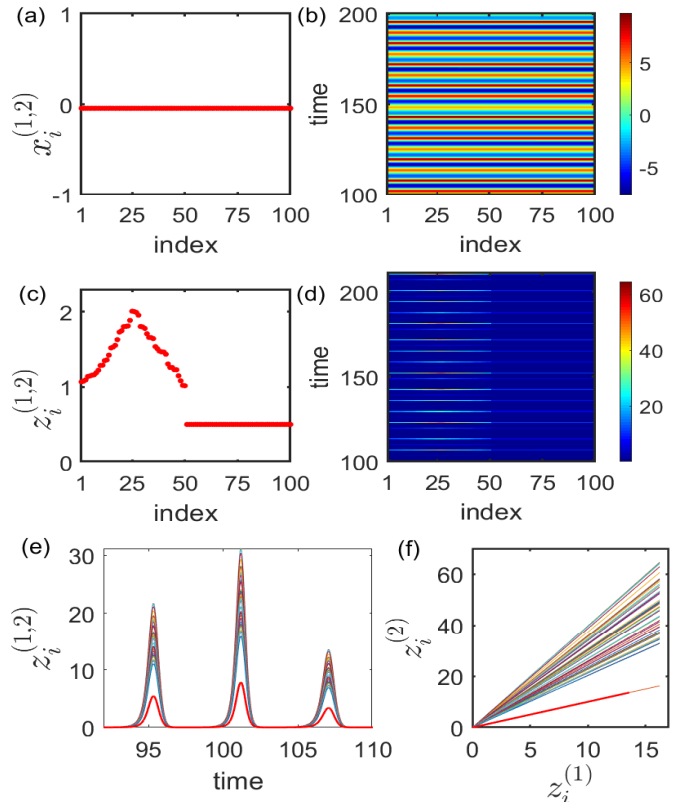 (a)
1
0
-1
x_i^{(1,2)}
1 25 50 75 100
index
(b)
200
150
100
time
1 25 50 75 100
index
5
0
-5
(c)
2
1
0
z_i^{(1,2)}
1 25 50 75 100
index
(d)
200
150
100
time
1 25 50 75 100
index
60
40
20
(e)
30
20
10
0
z_i^{(1,2)}
95 100 105 110
time
(f)
60
40
20
0
z_i^{(2)}
0 5 10 15
z_i^{(1)}